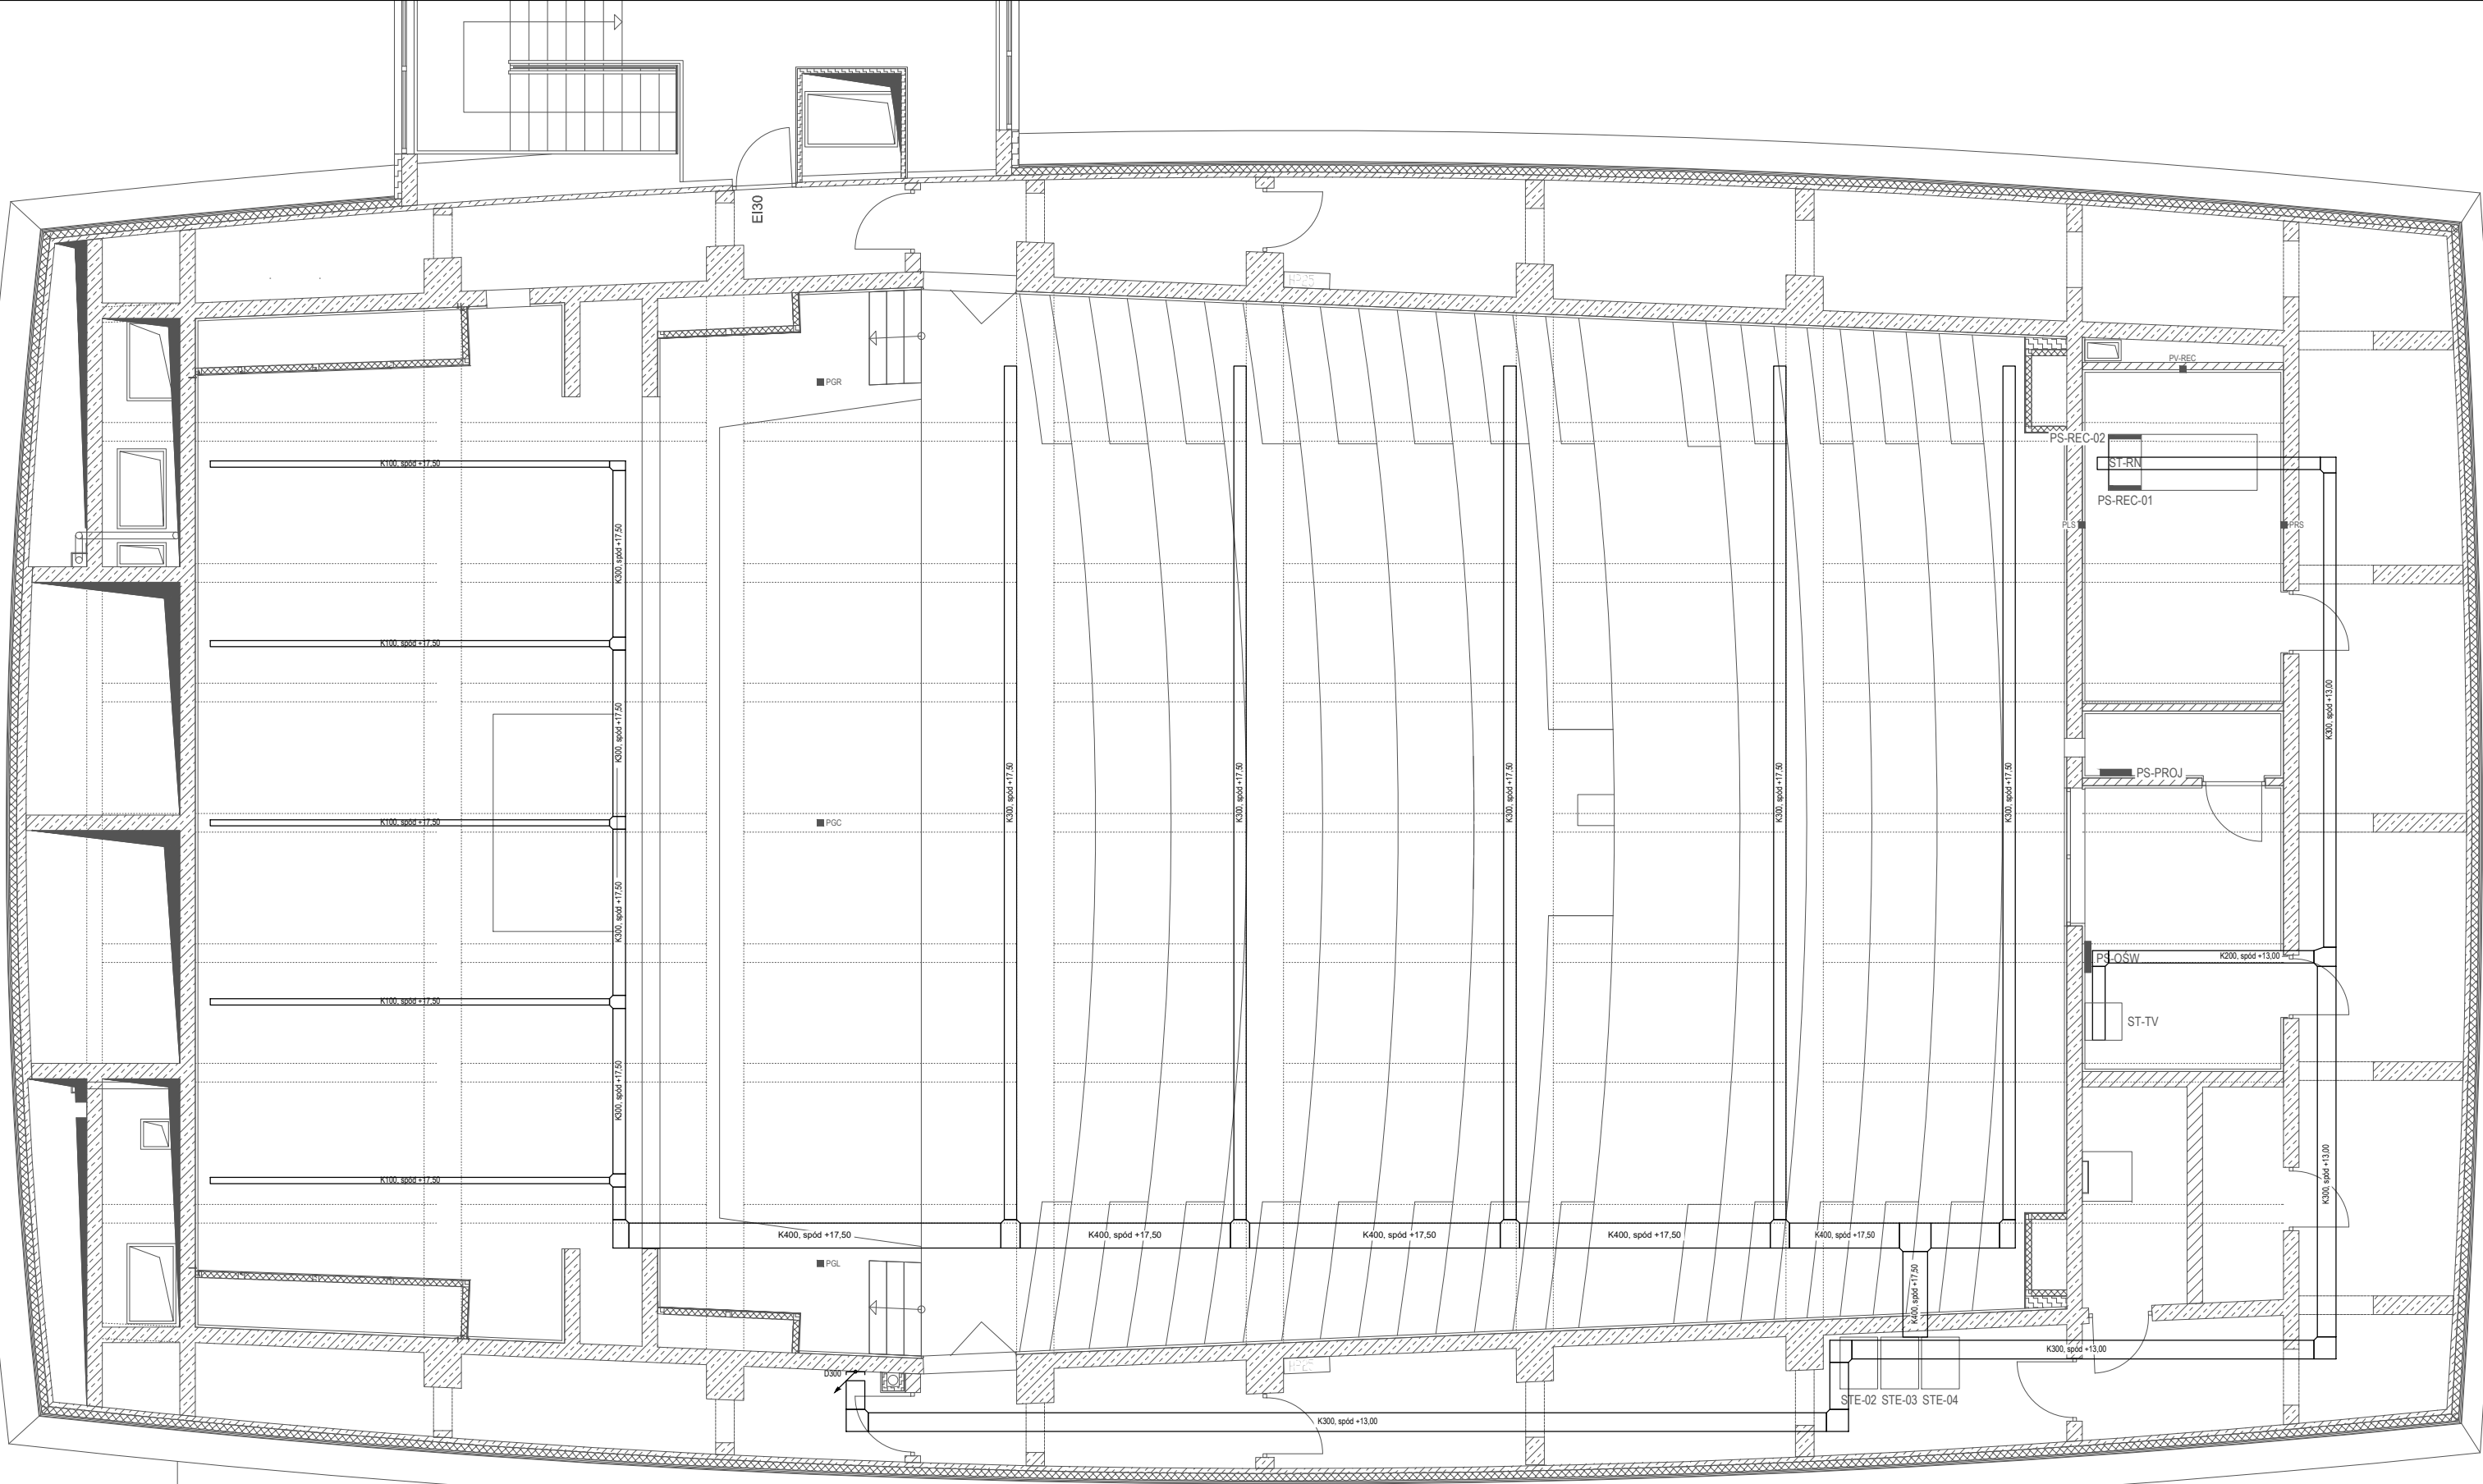 EI30
HP25
PV-REC
PGR
PS-REC-02
K100, spód +17,50
ST-RN
PS-REC-01
PLS
PRS
K300, spód +17,50
K100, spód +17,50
K300, spód +13,00
K300, spód +17,50
PS-PROJ
K300, spód +17,50
K300, spód +17,50
K300, spód +17,50
K300, spód +17,50
K300, spód +17,50
K100, spód +17,50
PGC
K300, spód +17,50
PS-OŚW
K200, spód +13,00
K100, spód +17,50
ST-TV
K300, spód +17,50
K100, spód +17,50
K300, spód +13,00
K400, spód +17,50
K400, spód +17,50
K400, spód +17,50
K400, spód +17,50
K400, spód +17,50
PGL
K400, spód +17,50
K300, spód +13,00
HP25
D300
STE-02 STE-03 STE-04
K300, spód +13,00